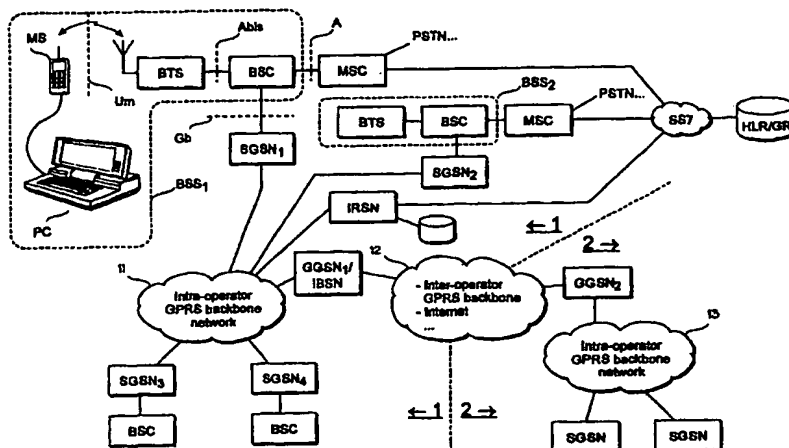 MS
Abis
A
PSTN...
BTS
BSC
MSC
Um
BSS2
PSTN...
Gb
BTS
BSC
MSC
SS7
HLR/GR
SGSN1
SGSN2
PC
BSS1
IRSN
← 1
2 →
11
12
GGSN1/
IBSN
Intra-operator
GPRS backbone
network
- Inter-operator
GPRS backbone
- Internet
...
GGSN2
13
Intra-operator
GPRS backbone
network
SGSN3
SGSN4
BSC
BSC
← 1
2 →
SGSN
SGSN